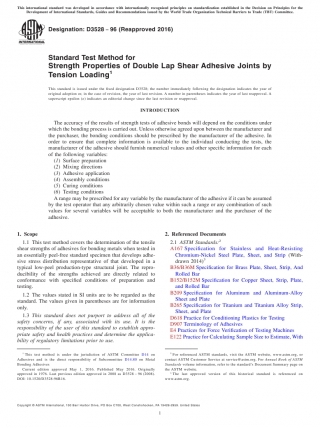 This international standard was developed in accordance with internationally recognized principles on standardization established in the Decision on Principles for the
Development of International Standards, Guides and Recommendations issued by the World Trade Organization Technical Barriers to Trade (TBT) Committee.
Designation: D3528 − 96 (Reapproved 2016)
Standard Test Method for
Strength Properties of Double Lap Shear Adhesive Joints by
Tension Loading1
This standard is issued under the fixed designation D3528; the number immediately following the designation indicates the year of
original adoption or, in the case of revision, the year of last revision. A number in parentheses indicates the year of last reapproval. A
superscript epsilon (ε) indicates an editorial change since the last revision or reapproval.
INTRODUCTION
The accuracy of the results of strength tests of adhesive bonds will depend on the conditions under
which the bonding process is carried out. Unless otherwise agreed upon between the manufacturer and
the purchaser, the bonding conditions should be prescribed by the manufacturer of the adhesive. In
order to ensure that complete information is available to the individual conducting the tests, the
manufacturer of the adhesive should furnish numerical values and other specific information for each
of the following variables:
(1) Surface preparation
(2) Mixing directions
(3) Adhesive application
(4) Assembly conditions
(5) Curing conditions
(6) Testing conditions
A range may be prescribed for any variable by the manufacturer of the adhesive if it can be assumed
by the test operator that any arbitrarily chosen value within such a range or any combination of such
values for several variables will be acceptable to both the manufacturer and the purchaser of the
adhesive.
1. Scope
1.1 This test method covers the determination of the tensile
shear strengths of adhesives for bonding metals when tested in
an essentially peel-free standard specimen that develops adhe-
sive stress distribution representative of that developed in a
typical low-peel production-type structural joint. The repro-
ducibility of the strengths achieved are directly related to
conformance with specified conditions of preparation and
testing.
1.2 The values stated in SI units are to be regarded as the
standard. The values given in parentheses are for information
only.
1.3 This standard does not purport to address all of the
safety concerns, if any, associated with its use. It is the
responsibility of the user of this standard to establish appro-
priate safety and health practices and determine the applica-
bility of regulatory limitations prior to use.
1 This test method is under the jurisdiction of ASTM Committee D14 on
Adhesives and is the direct responsibility of Subcommittee D14.80 on Metal
Bonding Adhesives.
Current edition approved May 1, 2016. Published May 2016. Originally
approved in 1976. Last previous edition approved in 2008 as D3528 – 96 (2008).
DOI: 10.1520/D3528-96R16.
2. Referenced Documents
2.1 ASTM Standards:2
A167 Specification for Stainless and Heat-Resisting
Chromium-Nickel Steel Plate, Sheet, and Strip (With-
drawn 2014)3
B36/B36M Specification for Brass Plate, Sheet, Strip, And
Rolled Bar
B152/B152M Specification for Copper Sheet, Strip, Plate,
and Rolled Bar
B209 Specification for Aluminum and Aluminum-Alloy
Sheet and Plate
B265 Specification for Titanium and Titanium Alloy Strip,
Sheet, and Plate
D618 Practice for Conditioning Plastics for Testing
D907 Terminology of Adhesives
E4 Practices for Force Verification of Testing Machines
E122 Practice for Calculating Sample Size to Estimate, With
2 For referenced ASTM standards, visit the ASTM website, www.astm.org, or
contact ASTM Customer Service at service@astm.org. For Annual Book of ASTM
Standards volume information, refer to the standard's Document Summary page on
the ASTM website.
3 The last approved version of this historical standard is referenced on
www.astm.org.
Copyright © ASTM International, 100 Barr Harbor Drive, PO Box C700, West Conshohocken, PA 19428-2959. United States
1